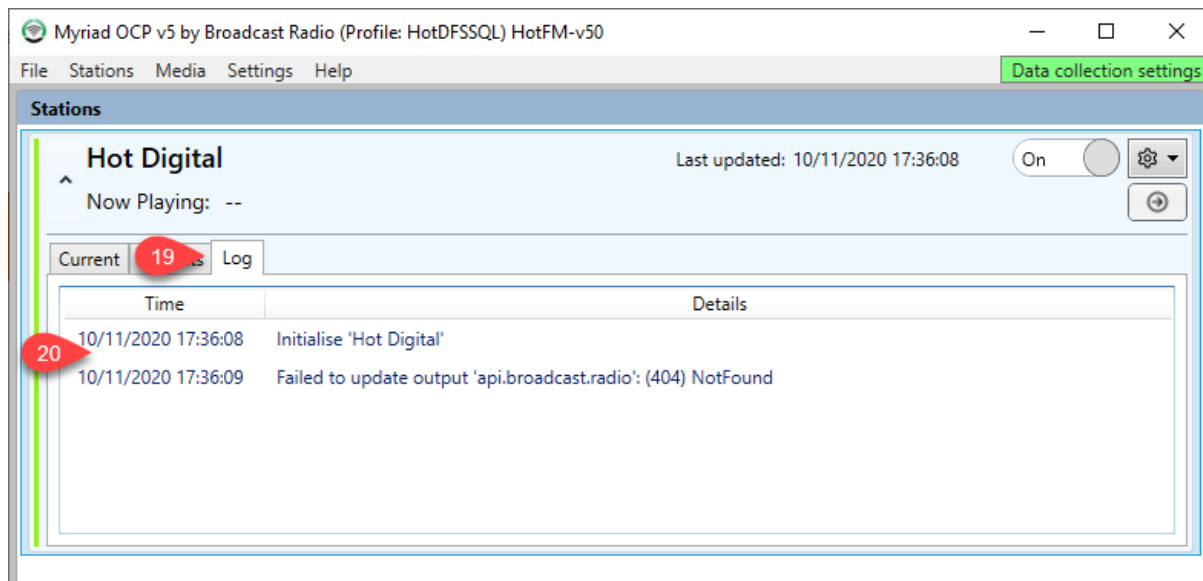 Myriad OCP v5 by Broadcast Radio (Profile: HotDFSSQL) HotFM-v50
File Stations Media Settings Help Data collection settings
Stations
Hot Digital Last updated: 10/11/2020 17:36:08 On
Now Playing: --
Current 19 Log
Time Details
10/11/2020 17:36:08 Initialise 'Hot Digital'
20
10/11/2020 17:36:09 Failed to update output 'api.broadcast.radio': (404) NotFound